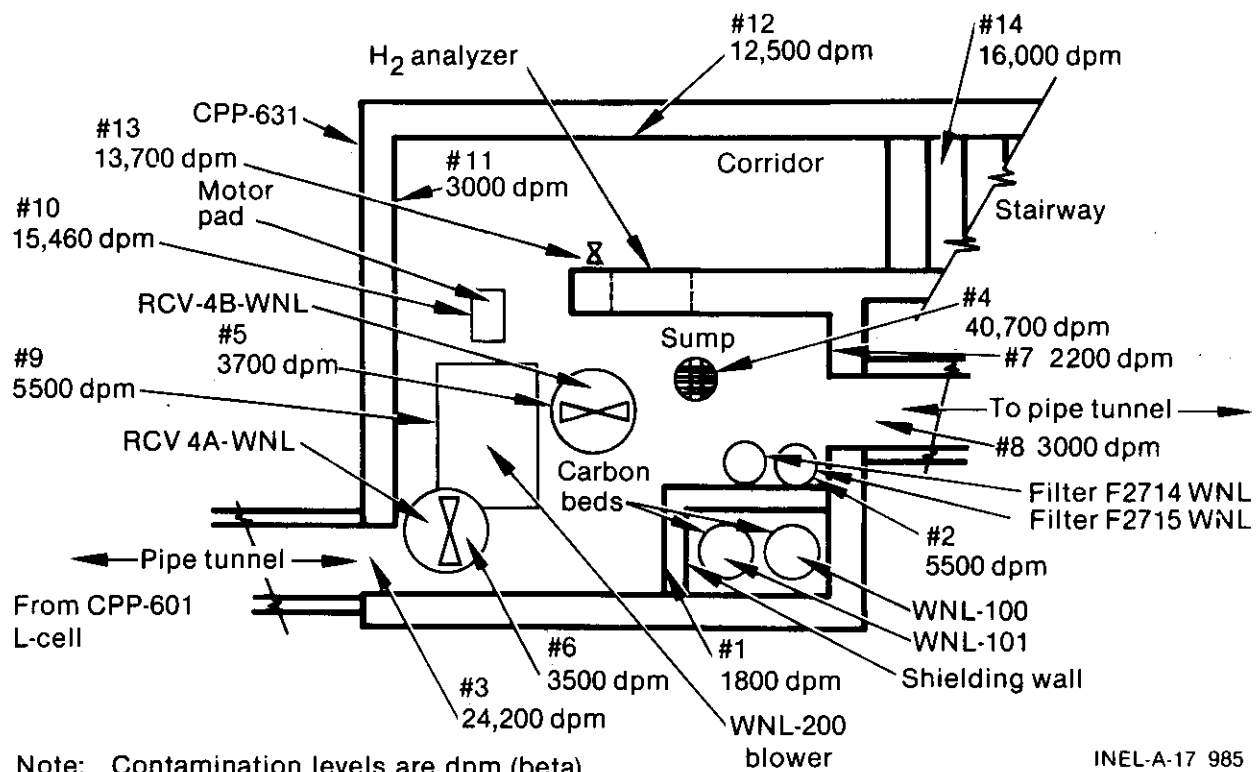 #12
12,500 dpm
#14
16,000 dpm
H2 analyzer
CPP-631
#13
13,700 dpm
#11
3000 dpm
Corridor
Motor
pad
#10
15,460 dpm
Stairway
RCV-4B-WNL
#5
3700 dpm
Sump
#4
40,700 dpm
#7 2200 dpm
#9
5500 dpm
To pipe tunnel
RCV 4A-WNL
#8 3000 dpm
Carbon
beds
Filter F2714 WNL
Filter F2715 WNL
#2
5500 dpm
Pipe tunnel
From CPP-601
L-cell
WNL-100
WNL-101
Shielding wall
#6
3500 dpm
#1
1800 dpm
#3
24,200 dpm
WNL-200
blower
Note: Contamination levels are dpm (beta)
INEL-A-17 985